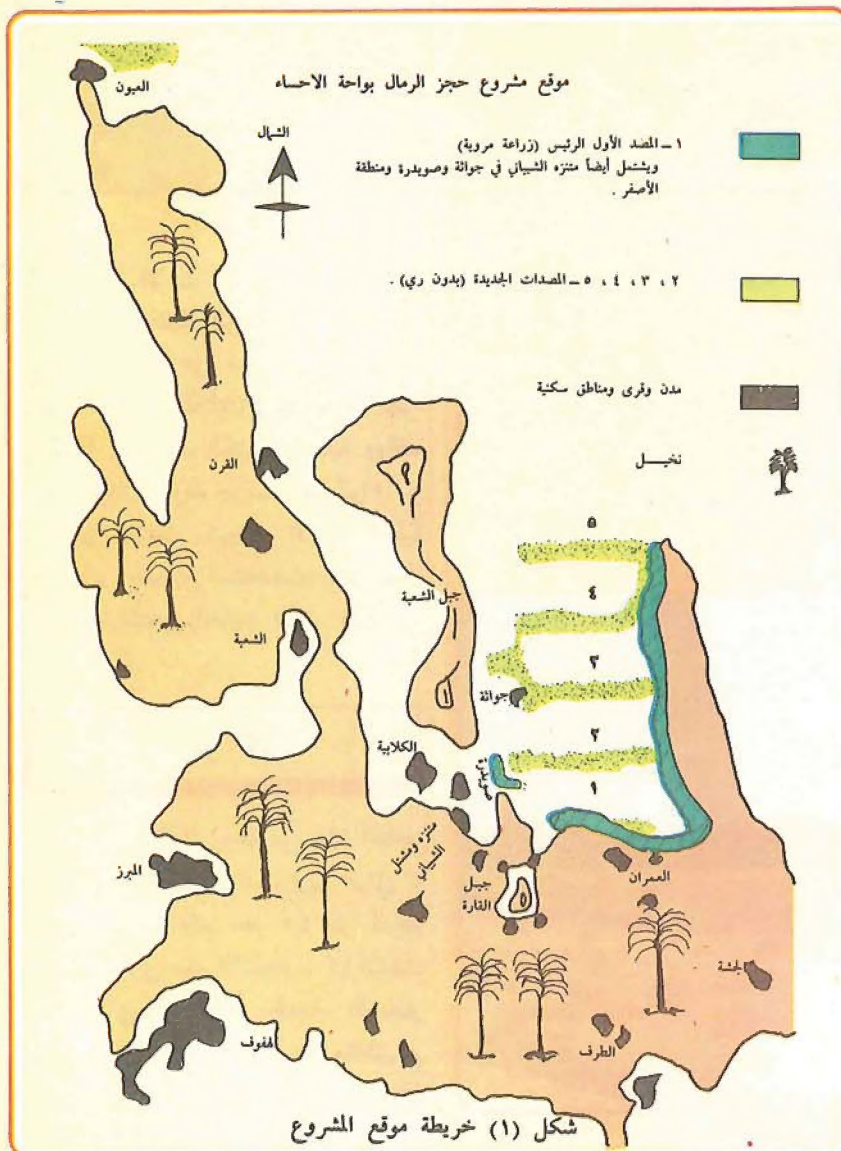 موقع مشروع حجز الرمال بواحة الاحساء
العيون
الشمال
١ – المصد الأول الرئيس (زراعة مروية)
ويشتمل أيضاً متنزه الشيباني في جواثة وصويدرة ومنطقة
الأصفر .
٢ ، ٣ ، ٤ ، ٥ – المصدات الجديدة (بدون ري) .
مدن وقرى ومناطق سكنية
نخيــل
القرن
٥
٤
جبل الشعبة
الشعبة
٣
جواثة
٢
الكلابية
صويدرة
١
متنزه ومشتل
الشيباني
المبرز
جبل
القارة
العمران
الجشة
الطرف
الهفوف
شكل (١) خريطة موقع المشروع